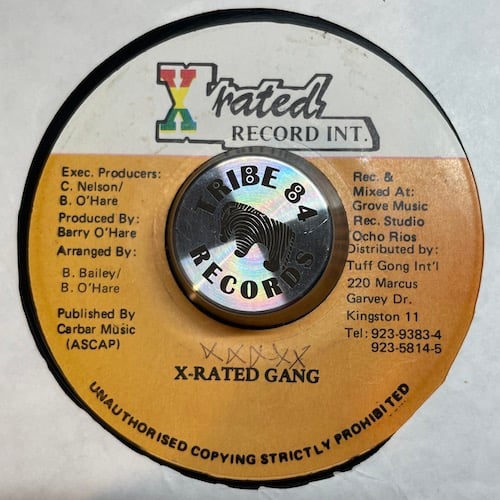 X rated
RECORD INT.
Exec. Producers:
C. Nelson/
B. O'Hare
Produced By:
Barry O'Hare
Arranged By:
B. Bailey/
B. O'Hare
Published By
Carbar Music
(ASCAP)
TRIBE 84
RECORDS
Rec. &
Mixed At:
Grove Music
Rec. Studio
Ocho Rios
Distributed by:
Tuff Gong Int'l
220 Marcus
Garvey Dr.
Kingston 11
Tel: 923-9383-4
923-5814-5
XXXXX
X-RATED GANG
UNAUTHORISED COPYING STRICTLY PROHIBITED